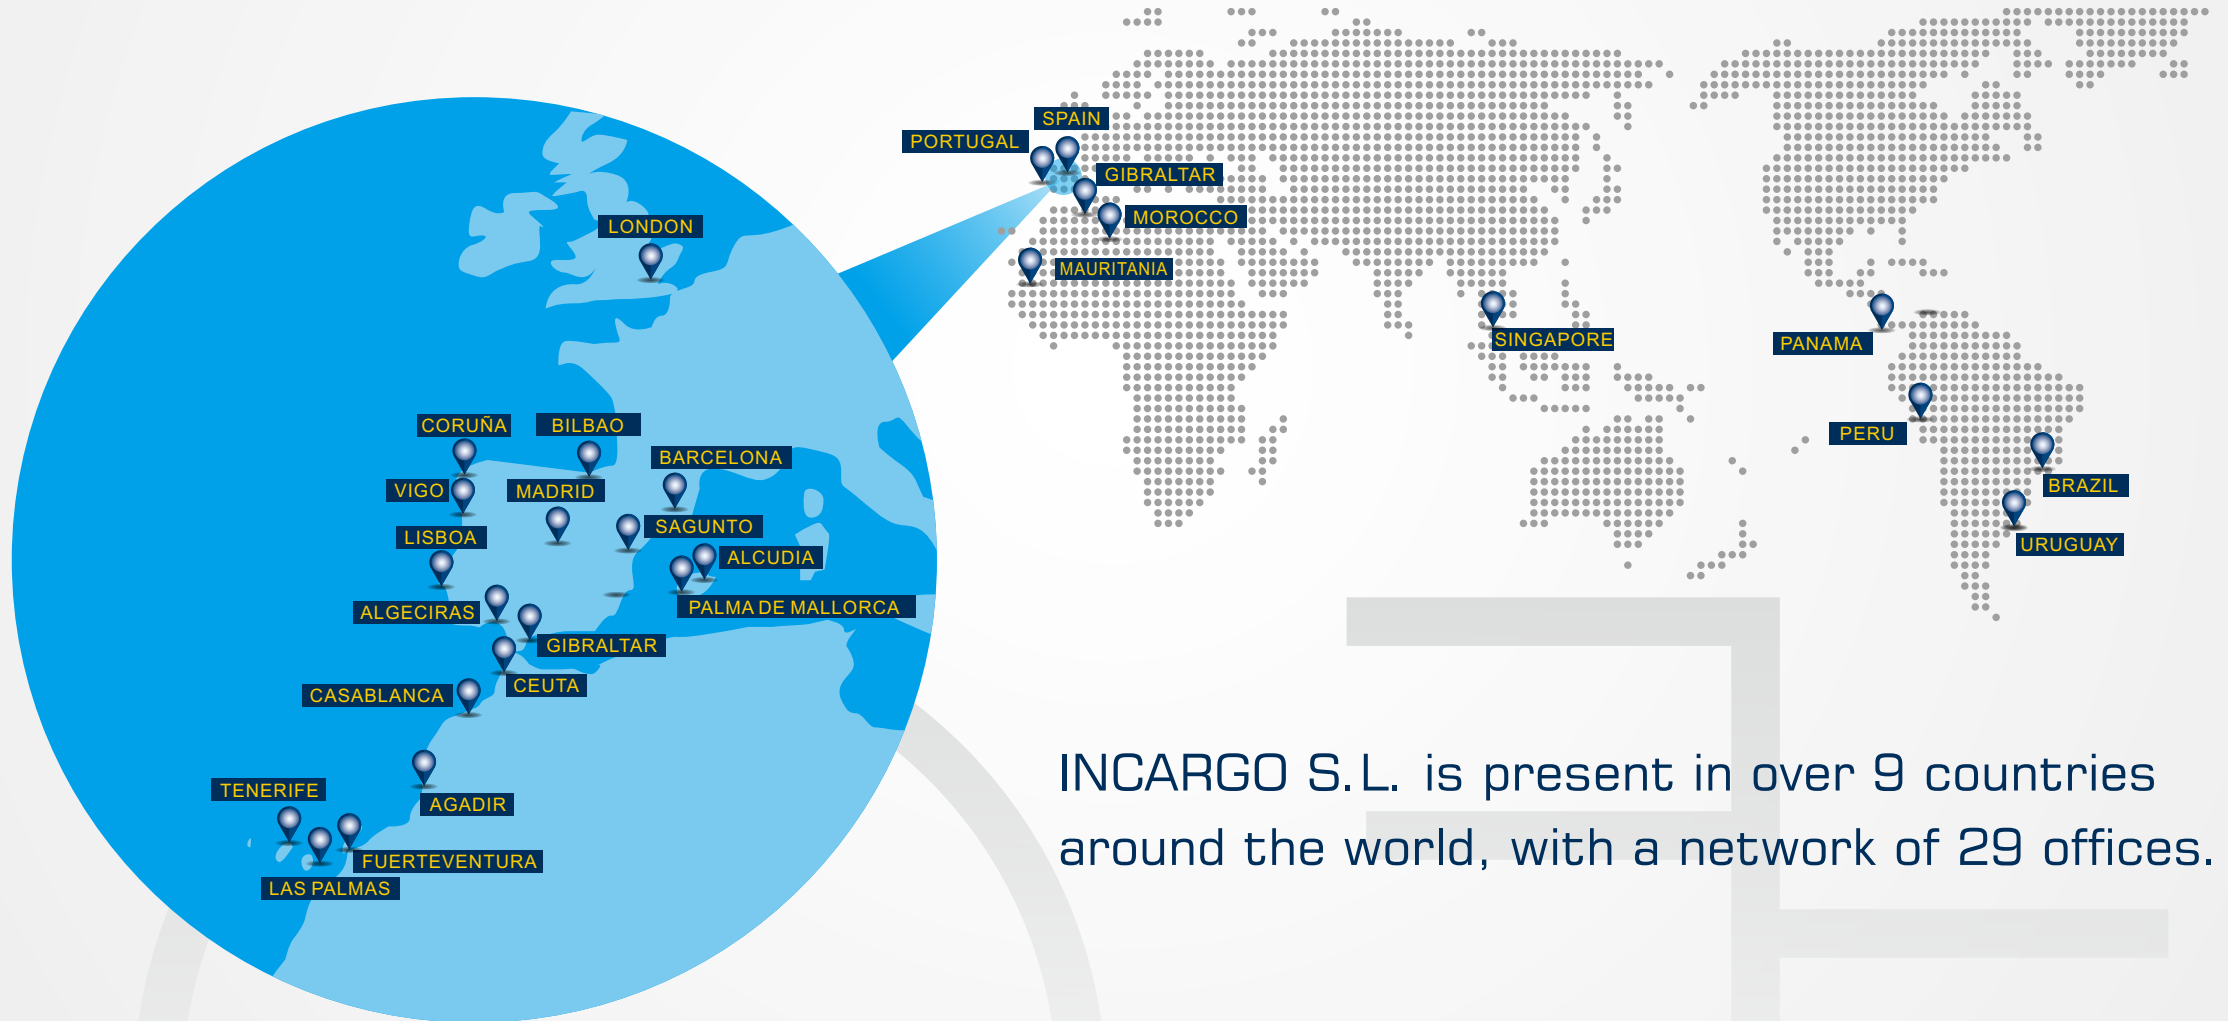 SPAIN
PORTUGAL
GIBRALTAR
MOROCCO
MAURITANIA
SINGAPORE
PANAMA
PERU
BRAZIL
URUGUAY
LONDON
CORUÑA
BILBAO
BARCELONA
VIGO
MADRID
SAGUNTO
LISBOA
ALCUDIA
PALMA DE MALLORCA
ALGECIRAS
GIBRALTAR
CEUTA
CASABLANCA
TENERIFE
AGADIR
FUERTEVENTURA
LAS PALMAS
INCARGO S.L. is present in over 9 countries
around the world, with a network of 29 offices.